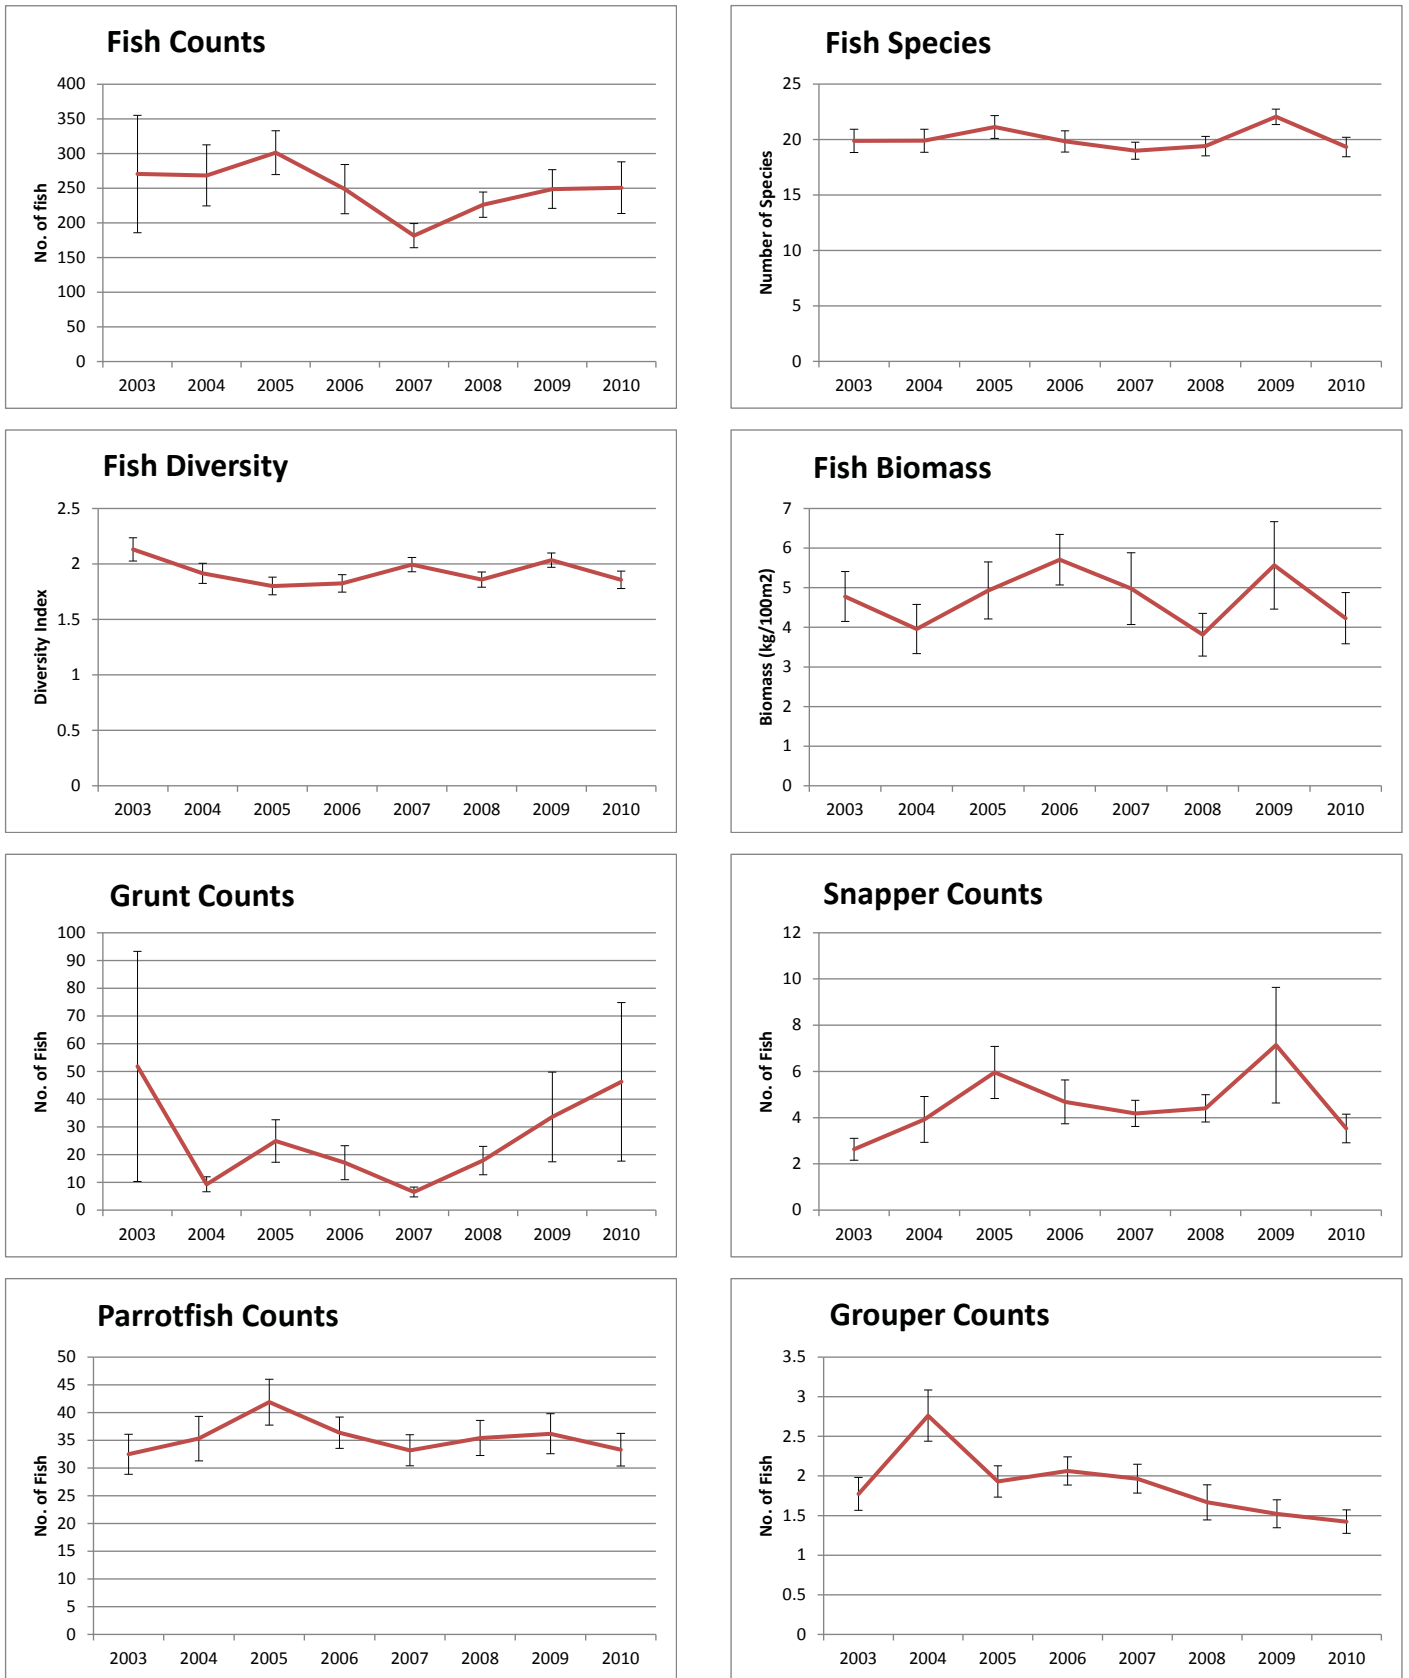 Fish Counts
No. of fish
400
350
300
250
200
150
100
50
0
2003 2004 2005 2006 2007 2008 2009 2010
Fish Species
Number of Species
25
20
15
10
5
0
2003 2004 2005 2006 2007 2008 2009 2010
Fish Diversity
Diversity Index
2.5
2
1.5
1
0.5
0
2003 2004 2005 2006 2007 2008 2009 2010
Fish Biomass
Biomass (kg/100m2)
7
6
5
4
3
2
1
0
2003 2004 2005 2006 2007 2008 2009 2010
Grunt Counts
No. of Fish
100
90
80
70
60
50
40
30
20
10
0
2003 2004 2005 2006 2007 2008 2009 2010
Snapper Counts
No. of Fish
12
10
8
6
4
2
0
2003 2004 2005 2006 2007 2008 2009 2010
Parrotfish Counts
No. of Fish
50
45
40
35
30
25
20
15
10
5
0
2003 2004 2005 2006 2007 2008 2009 2010
Grouper Counts
No. of Fish
3.5
3
2.5
2
1.5
1
0.5
0
2003 2004 2005 2006 2007 2008 2009 2010